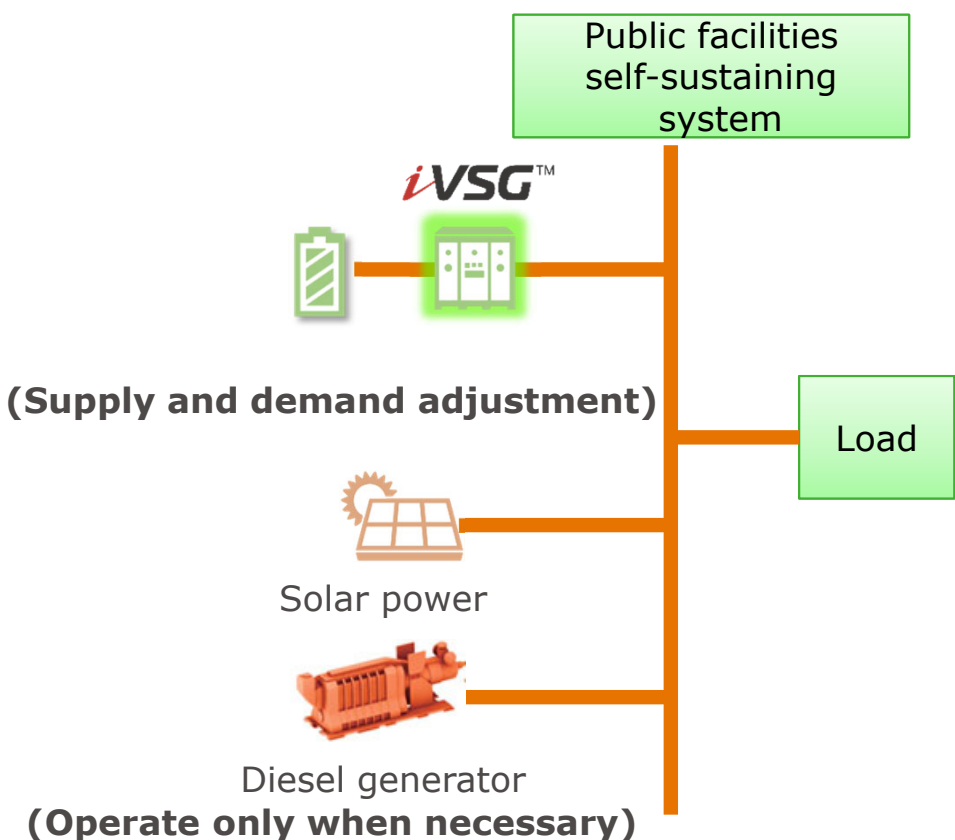 Public facilities
self-sustaining
system
iVSG™
(Supply and demand adjustment)
Load
Solar power
Diesel generator
(Operate only when necessary)